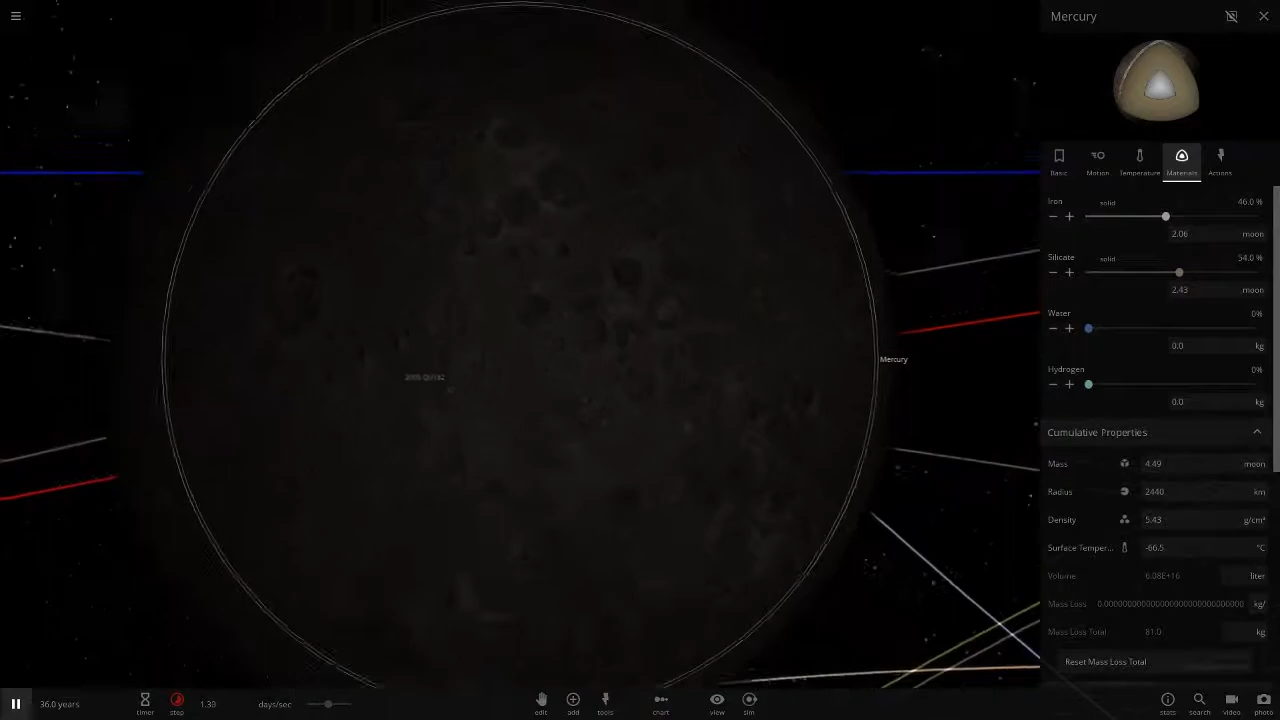 Mercury
Basic
Motion
Temperature
Materials
Actions
Iron solid 46.0 %
2.06 moon
Silicate solid 54.0 %
2.43 moon
Water 0%
0.0 kg
Hydrogen 0%
0.0 kg
Mercury
Cumulative Properties
Mass 4.49 moon
Radius 2440 km
Density 5.43 g/cm³
Surface Temper... -66.5 °C
Volume 6.08E+16 liter
Mass Loss kg/
Mass Loss Total 81.0 kg
Reset Mass Loss Total
36.0 years
timer
step
1.30 days/sec
edit
add
tools
chart
view
sim
stats
search
video
photo